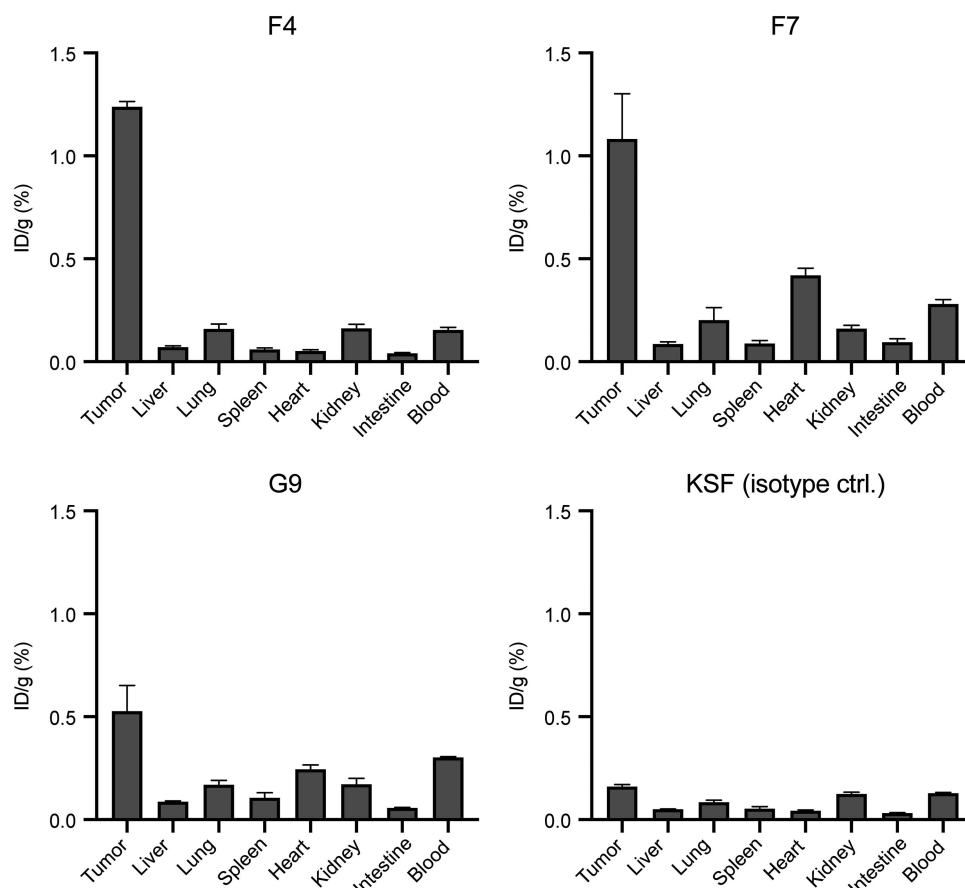 F4
1.5
1.0
0.5
0.0
ID/g (%)
Tumor
Liver
Lung
Spleen
Heart
Kidney
Intestine
Blood
F7
1.5
1.0
0.5
0.0
ID/g (%)
Tumor
Liver
Lung
Spleen
Heart
Kidney
Intestine
Blood
G9
1.5
1.0
0.5
0.0
ID/g (%)
Tumor
Liver
Lung
Spleen
Heart
Kidney
Intestine
Blood
KSF (isotype ctrl.)
1.5
1.0
0.5
0.0
ID/g (%)
Tumor
Liver
Lung
Spleen
Heart
Kidney
Intestine
Blood